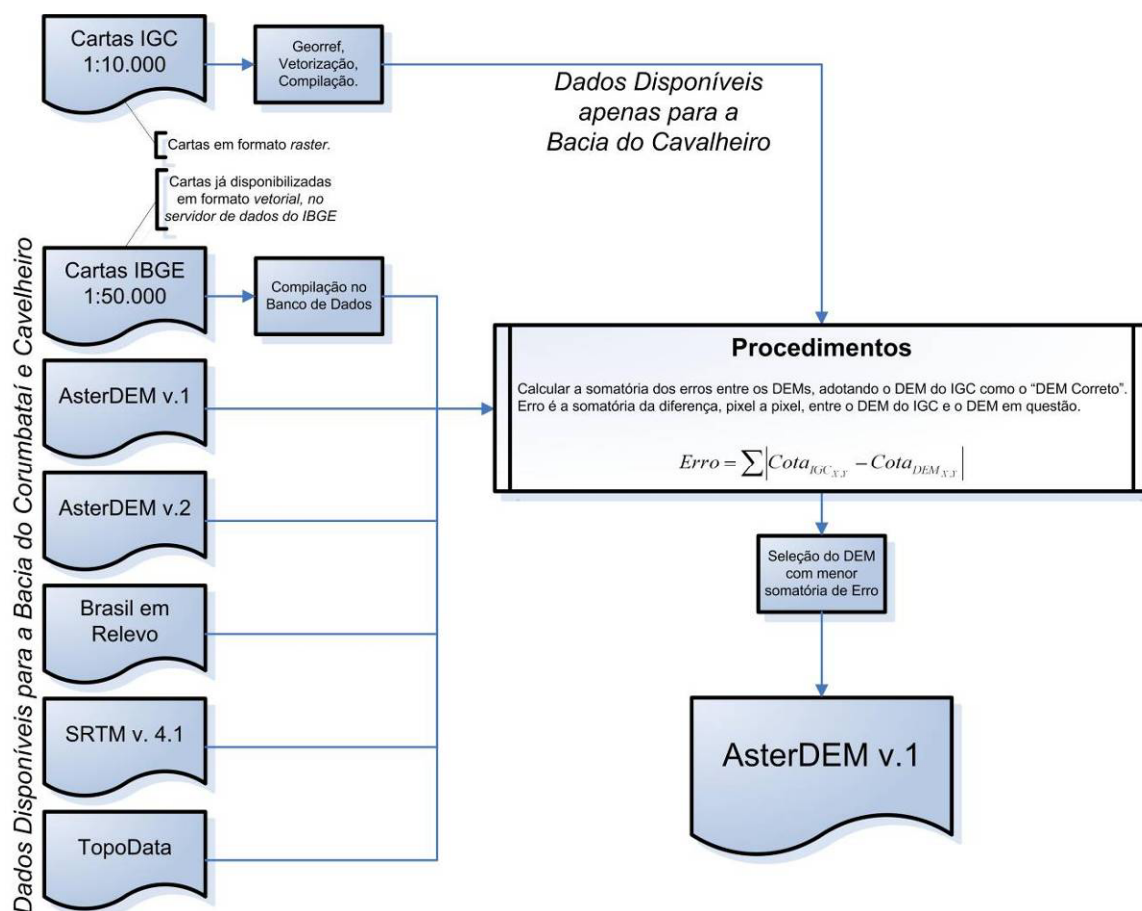 Cartas IGC
1:10.000
Georref,
Vetorização,
Compilação.
Dados Disponíveis
apenas para a
Bacia do Cavalheiro
Cartas em formato raster.
Cartas já disponibilizadas
em formato vetorial, no
servidor de dados do IBGE
Dados Disponíveis para a Bacia do Corumbataí e Cavelheiro
Cartas IBGE
1:50.000
Compilação no
Banco de Dados
AsterDEM v.1
AsterDEM v.2
Brasil em
Relevo
SRTM v. 4.1
TopoData
Procedimentos
Calcular a somatória dos erros entre os DEMs, adotando o DEM do IGC como o “DEM Correto”.
Erro é a somatória da diferença, pixel a pixel, entre o DEM do IGC e o DEM em questão.
Erro = ∑|Cota_{IGC_{X,Y}} − Cota_{DEM_{X,Y}}|
Seleção do DEM
com menor
somatória de Erro
AsterDEM v.1